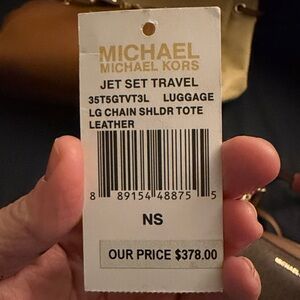 MICHAEL
MICHAEL KORS
JET SET TRAVEL
35T5GTVT3L LUGGAGE
LG CHAIN SHLDR TOTE
LEATHER
8 89154 48875 5
NS
OUR PRICE $378.00